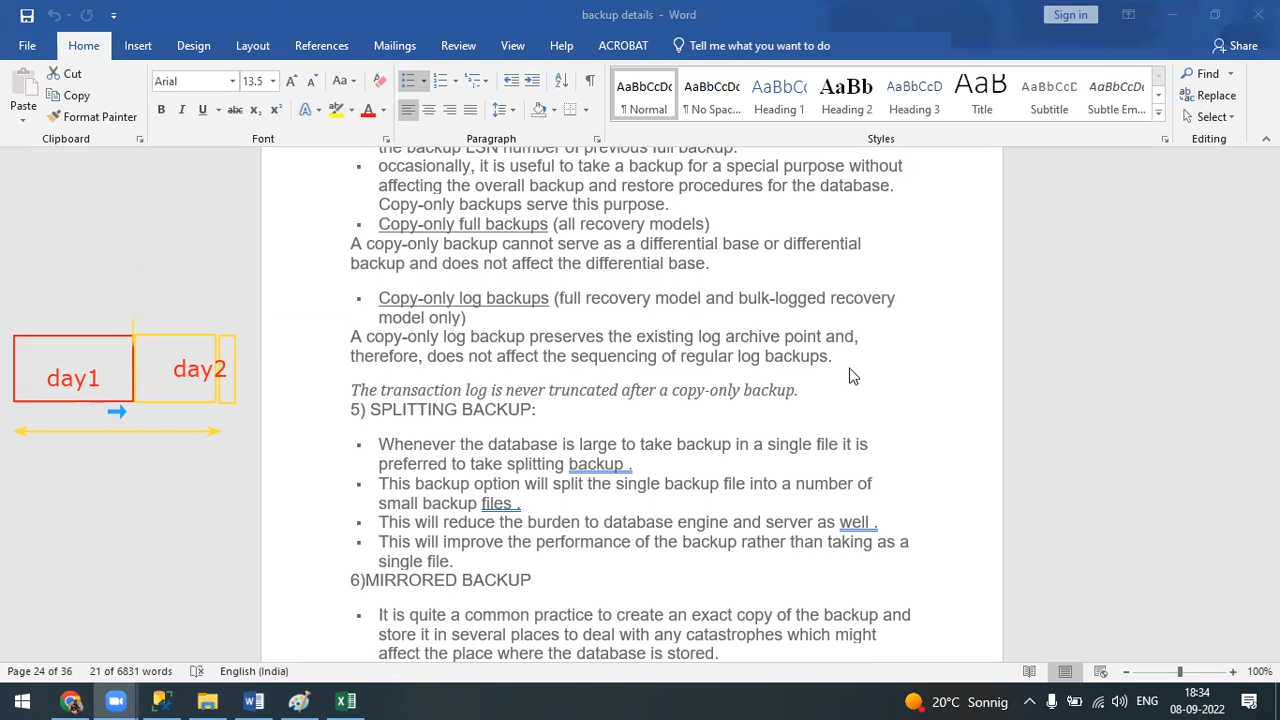 backup details - Word
Sign in
File Home Insert Design Layout References Mailings Review View Help ACROBAT Tell me what you want to do Share
Paste
Cut
Copy
Format Painter
Clipboard
Arial 13.5
Aa
B I U abc x₂ x²
Font
Paragraph
AaBbCcDc AaBbCcDc AaBbCc AaBbCc AaBbCcD AaB AaBbCcD AaBbCcDc
¶ Normal ¶ No Spac... Heading 1 Heading 2 Heading 3 Title Subtitle Subtle Em...
Styles
Find
Replace
Select
Editing
the backup LSN number of previous full backup.
▪ occasionally, it is useful to take a backup for a special purpose without
affecting the overall backup and restore procedures for the database.
Copy-only backups serve this purpose.
▪ Copy-only full backups (all recovery models)
A copy-only backup cannot serve as a differential base or differential
backup and does not affect the differential base.
▪ Copy-only log backups (full recovery model and bulk-logged recovery
model only)
A copy-only log backup preserves the existing log archive point and,
therefore, does not affect the sequencing of regular log backups.
The transaction log is never truncated after a copy-only backup.
5) SPLITTING BACKUP:
▪ Whenever the database is large to take backup in a single file it is
preferred to take splitting backup .
▪ This backup option will split the single backup file into a number of
small backup files .
▪ This will reduce the burden to database engine and server as well .
▪ This will improve the performance of the backup rather than taking as a
single file.
6)MIRRORED BACKUP
▪ It is quite a common practice to create an exact copy of the backup and
store it in several places to deal with any catastrophes which might
affect the place where the database is stored.
day1
day2
Page 24 of 36 21 of 6831 words English (India) 100%
20°C Sonnig ENG 18:34
08-09-2022